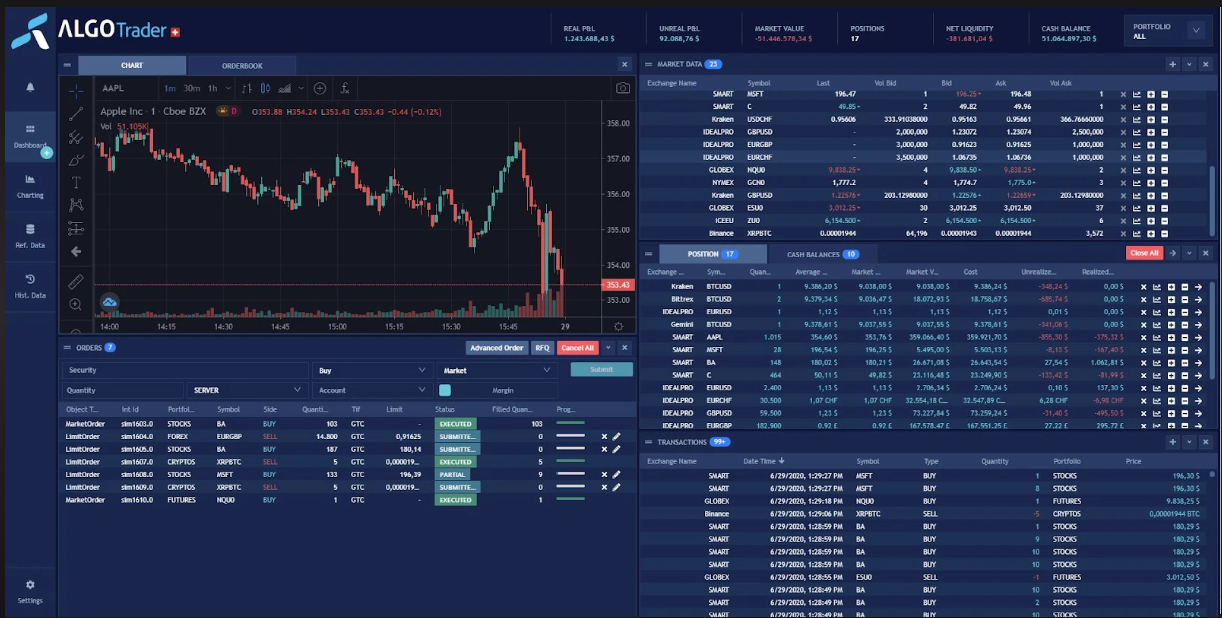 ALGOTrader
REAL P&L UNREAL P&L MARKET VALUE POSITIONS NET LIQUIDITY CASH BALANCE PORTFOLIO
1.243.688,43 $ 92.088,76 $ -51.446.578,34 $ 17 -381.681,04 $ 51.064.897,30 $ ALL
Dashboard
Charting
Ref. Data
Hist. Data
Settings
CHART ORDERBOOK
AAPL 1m 30m 1h
Apple Inc · 1 · Cboe BZX D O353.88 H354.24 L353.43 C353.43 -0.44 (-0.12%)
Vol 51.105K
358.00
357.00
356.00
355.00
354.00
353.43
353.00
14:00 14:15 14:30 14:45 15:00 15:15 15:30 15:45 29
ORDERS 7 Advanced Order RFQ Cancel All
Security Buy Market Submit
Quantity SERVER Account Margin
Object T... Int Id Portfol... Symbol Side Quanti... Tif Limit Status Filled Quan... Prog...
MarketOrder sim1603.0 STOCKS BA BUY 103 GTC - EXECUTED 103
LimitOrder sim1604.0 FOREX EURGBP SELL 14.800 GTC 0,91625 SUBMITTE... 0
LimitOrder sim1605.0 STOCKS BA BUY 187 GTC 180,14 SUBMITTE... 0
LimitOrder sim1607.0 CRYPTOS XRPBTC SELL 5 GTC 0,000019... EXECUTED 5
LimitOrder sim1608.0 STOCKS MSFT BUY 133 GTC 196,39 PARTIAL 9
LimitOrder sim1609.0 CRYPTOS XRPBTC SELL 5 GTC 0,000019... SUBMITTE... 0
MarketOrder sim1610.0 FUTURES NQU0 BUY 1 GTC - EXECUTED 1
MARKET DATA 23
Exchange Name Symbol Last Vol Bid Bid Ask Vol Ask
SMART MSFT 196.47 1 196.25 196.48 1
SMART C 49.85 2 49.82 49.96 1
Kraken USDCHF 0.95606 333.91038000 0.95163 0.95661 366.76660000
IDEALPRO GBPUSD - 2,000,000 1.23072 1.23074 2,500,000
IDEALPRO EURGBP - 3,000,000 0.91623 0.91625 1,000,000
IDEALPRO EURCHF - 3,500,000 1.06735 1.06736 1,000,000
GLOBEX NQU0 9,838.25 4 9,838.50 9,838.25 2
NYMEX GCN0 1,777.2 4 1,774.7 1,775.0 3
Kraken GBPUSD 1.22576 203.12980000 1.22576 1.22659 203.12980000
GLOBEX ESU0 3,012.25 30 3,012.25 3,012.50 37
ICEEU ZU0 6,154.500 2 6,154.500 6,154.500 6
Binance XRPBTC 0.00001944 64,196 0.00001943 0.00001944 3,572
POSITION 17 CASH BALANCES 10 Close All
Exchange ... Sym... Quan... Average ... Market ... Market V... Cost Unrealize... Realized...
Kraken BTCUSD 1 9.386,20 $ 9.038,00 $ 9.038,00 $ 9.386,24 $ -348,24 $ 0,00 $
Bittrex BTCUSD 2 9.379,34 $ 9.036,47 $ 18.072,93 $ 18.758,67 $ -685,74 $ 0,00 $
IDEALPRO EURUSD 1 1,12 $ 1,13 $ 1,13 $ 1,12 $ 0,01 $ 0,00 $
Gemini BTCUSD 1 9.378,61 $ 9.037,55 $ 9.037,55 $ 9.378,61 $ -341,06 $ 0,00 $
SMART AAPL 1.015 354,60 $ 353,76 $ 359.066,40 $ 359.921,70 $ -855,30 $ -375,32 $
SMART MSFT 28 196,54 $ 196,25 $ 5.495,00 $ 5.503,13 $ -8,13 $ -167,40 $
SMART BA 148 180,02 $ 180,21 $ 26.671,08 $ 26.643,54 $ 27,54 $ 1.062,81 $
SMART C 464 50,11 $ 49,82 $ 23.116,48 $ 23.249,90 $ -133,42 $ -81,99 $
IDEALPRO EURUSD 2.400 1,13 $ 1,13 $ 2.706,34 $ 2.706,24 $ 0,10 $ 137,30 $
IDEALPRO EURCHF 30.500 1,07 CHF 1,07 CHF 32.554,18 C... 32.547,89 C... 6,28 CHF -6,98 CHF
IDEALPRO GBPUSD 59.500 1,23 $ 1,23 $ 73.227,84 $ 73.259,24 $ -31,40 $ -495,50 $
IDEALPRO EURGBP 182.900 0,92 £ 0,92 £ 167.578,47 £ 167.551,25 £ 27,22 £ 295,72 £
TRANSACTIONS 99+
Exchange Name Date Time Symbol Type Quantity Portfolio Price
SMART 6/29/2020, 1:29:27 PM MSFT BUY 1 STOCKS 196,30 $
SMART 6/29/2020, 1:29:27 PM MSFT BUY 8 STOCKS 196,30 $
GLOBEX 6/29/2020, 1:29:18 PM NQU0 BUY 1 FUTURES 9.838,25 $
Binance 6/29/2020, 1:29:06 PM XRPBTC SELL -5 CRYPTOS 0,00001944 BTC
SMART 6/29/2020, 1:28:59 PM BA BUY 1 STOCKS 180,29 $
SMART 6/29/2020, 1:28:59 PM BA BUY 9 STOCKS 180,29 $
SMART 6/29/2020, 1:28:59 PM BA BUY 10 STOCKS 180,29 $
SMART 6/29/2020, 1:28:59 PM BA BUY 10 STOCKS 180,29 $
GLOBEX 6/29/2020, 1:28:55 PM ESU0 SELL -1 FUTURES 3.012,50 $
SMART 6/29/2020, 1:28:49 PM BA BUY 10 STOCKS 180,29 $
SMART 6/29/2020, 1:28:49 PM BA BUY 2 STOCKS 180,29 $
SMART 6/29/2020, 1:28:49 PM BA BUY 10 STOCKS 180,29 $